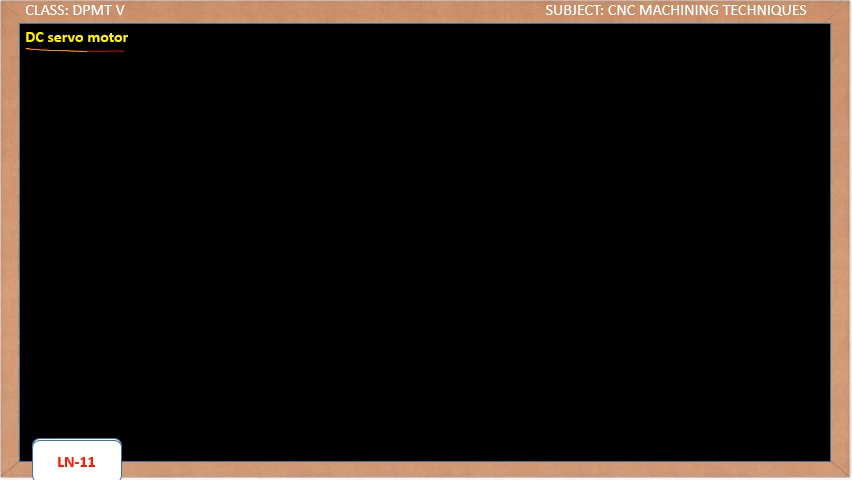 CLASS: DPMT V
SUBJECT: CNC MACHINING TECHNIQUES
DC servo motor
LN-11